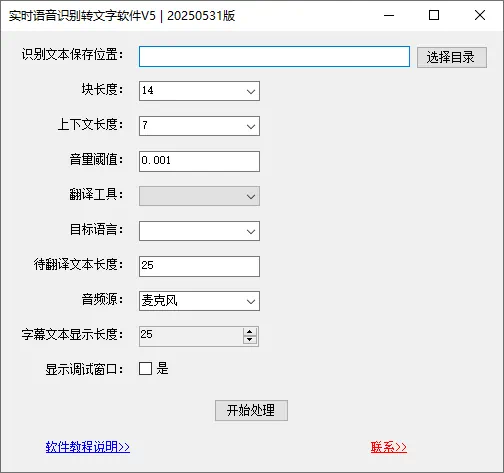 实时语音识别转文字软件V5 | 20250531版
识别文本保存位置： 选择目录
块长度： 14
上下文长度： 7
音量阈值： 0.001
翻译工具：
目标语言：
待翻译文本长度： 25
音频源： 麦克风
字幕文本显示长度： 25
显示调试窗口： 是
开始处理
软件教程说明>> 联系>>